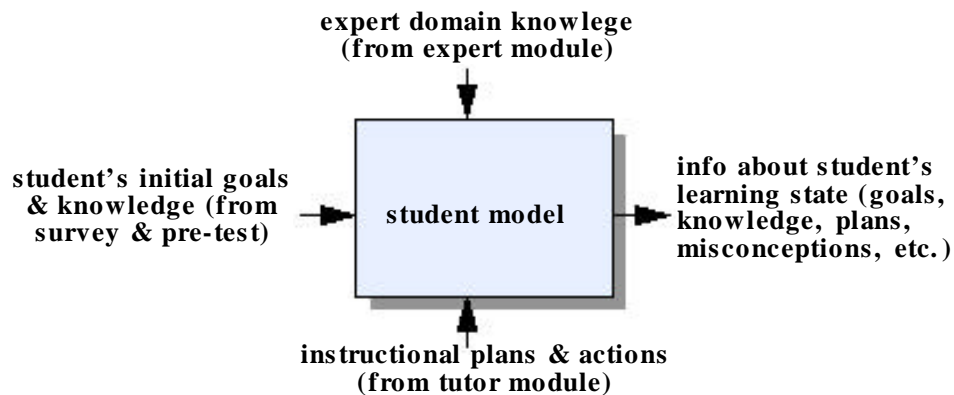 expert domain knowlege
(from expert module)
student's initial goals
& knowledge (from
survey & pre-test)
student model
info about student's
learning state (goals,
knowledge, plans,
misconceptions, etc.)
instructional plans & actions
(from tutor module)